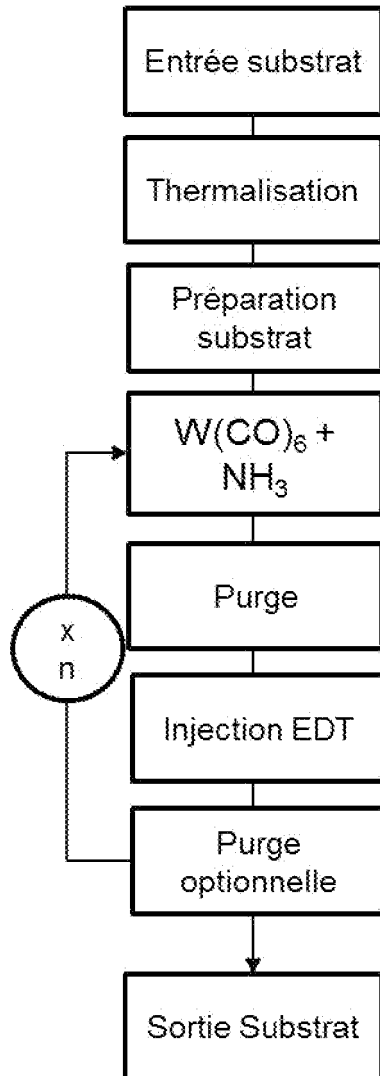 Entrée substrat
Thermalisation
Préparation
substrat
W(CO)₆ +
NH₃
Purge
x
n
Injection EDT
Purge
optionnelle
Sortie Substrat